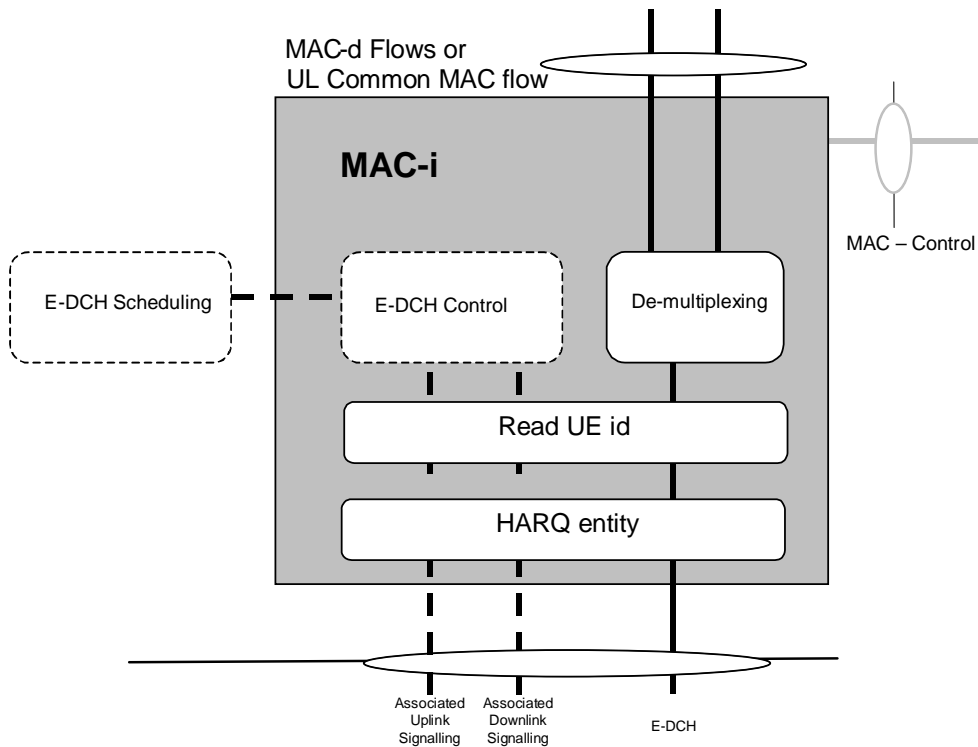 MAC-d Flows or
UL Common MAC flow
MAC-i
MAC – Control
E-DCH Scheduling
E-DCH Control
De-multiplexing
Read UE id
HARQ entity
Associated
Uplink
Signalling
Associated
Downlink
Signalling
E-DCH